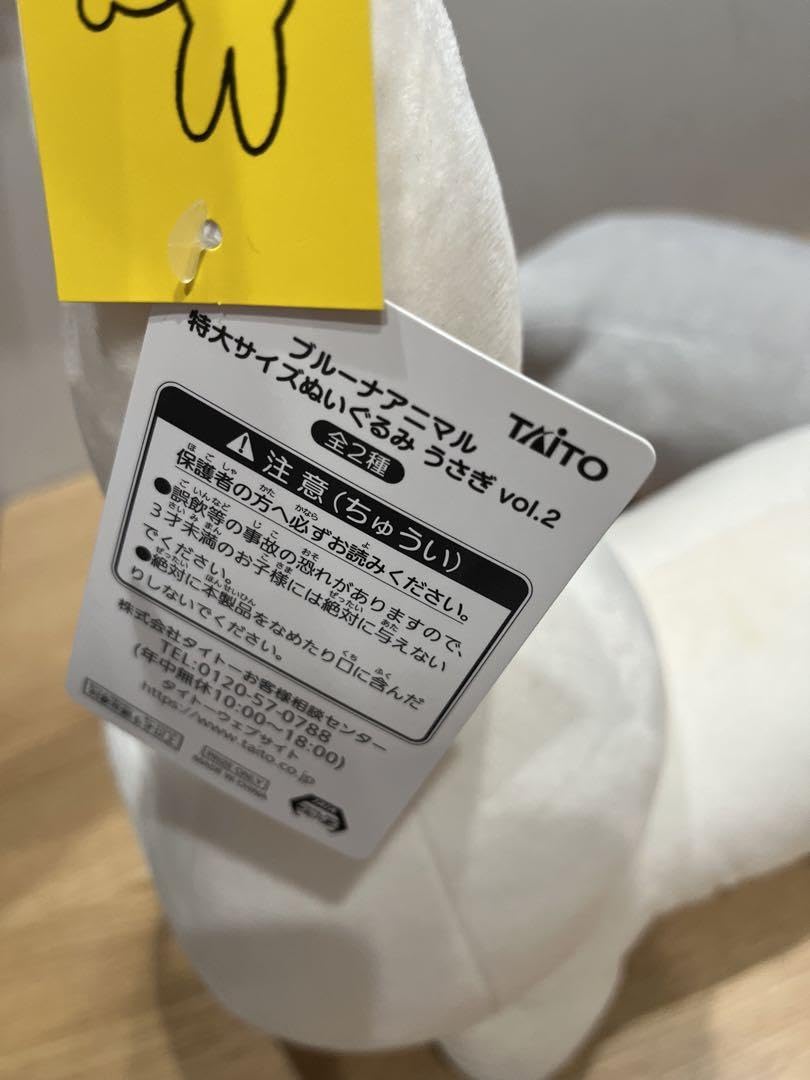 TAITO
ブルーナアニマル
特大サイズぬいぐるみ うさぎ vol.2
全2種
注意(ちゅうい)
保護者の方へ必ずお読みください。
●誤飲等の事故の恐れがありますので、
3才未満のお子様には絶対に与えない
でください。
●絶対に本製品をなめたり口に含んだ
りしないでください。
株式会社タイトーお客様相談センター
TEL:0120-57-0788
(年中無休10:00~18:00)
タイトーウェブサイト
https://www.taito.co.jp
PRIZE ONLY
MADE IN CHINA